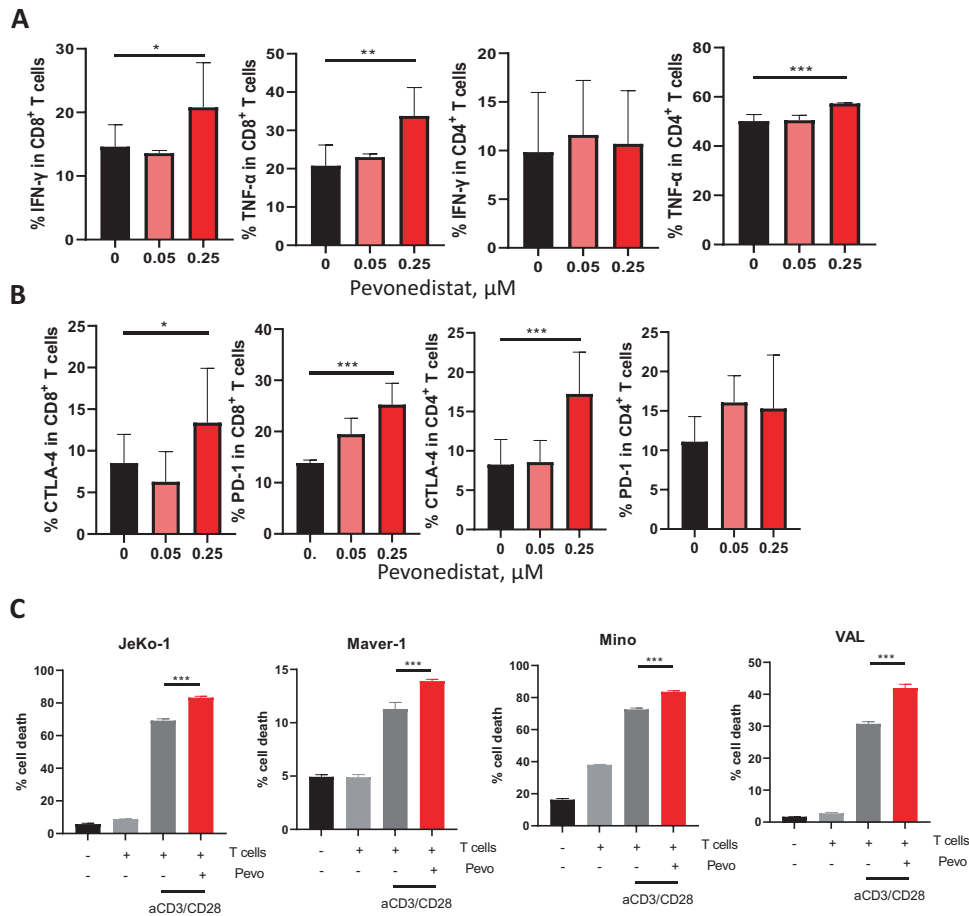 A
% IFN-γ in CD8+ T cells
30
20
10
0
*
0 0.05 0.25
% TNF-α in CD8+ T cells
50
40
30
20
10
0
**
0 0.05 0.25
% IFN-γ in CD4+ T cells
20
15
10
5
0
0 0.05 0.25
% TNF-α in CD4+ T cells
80
60
40
20
0
***
0 0.05 0.25
Pevonedistat, μM
B
% CTLA-4 in CD8+ T cells
25
20
15
10
5
0
*
0 0.05 0.25
% PD-1 in CD8+ T cells
40
30
20
10
0
***
0. 0.05 0.25
% CTLA-4 in CD4+ T cells
25
20
15
10
5
0
***
0 0.05 0.25
% PD-1 in CD4+ T cells
25
20
15
10
5
0
0 0.05 0.25
Pevonedistat, μM
C
JeKo-1
% cell death
100
80
60
40
20
0
***
- + + + T cells
- - - + Pevo
aCD3/CD28
Maver-1
% cell death
15
10
5
0
***
- + + + T cells
- - - + Pevo
aCD3/CD28
Mino
% cell death
100
80
60
40
20
0
***
- + + + T cells
- - - + Pevo
aCD3/CD28
VAL
% cell death
50
40
30
20
10
0
***
- + + + T cells
- - - + Pevo
aCD3/CD28